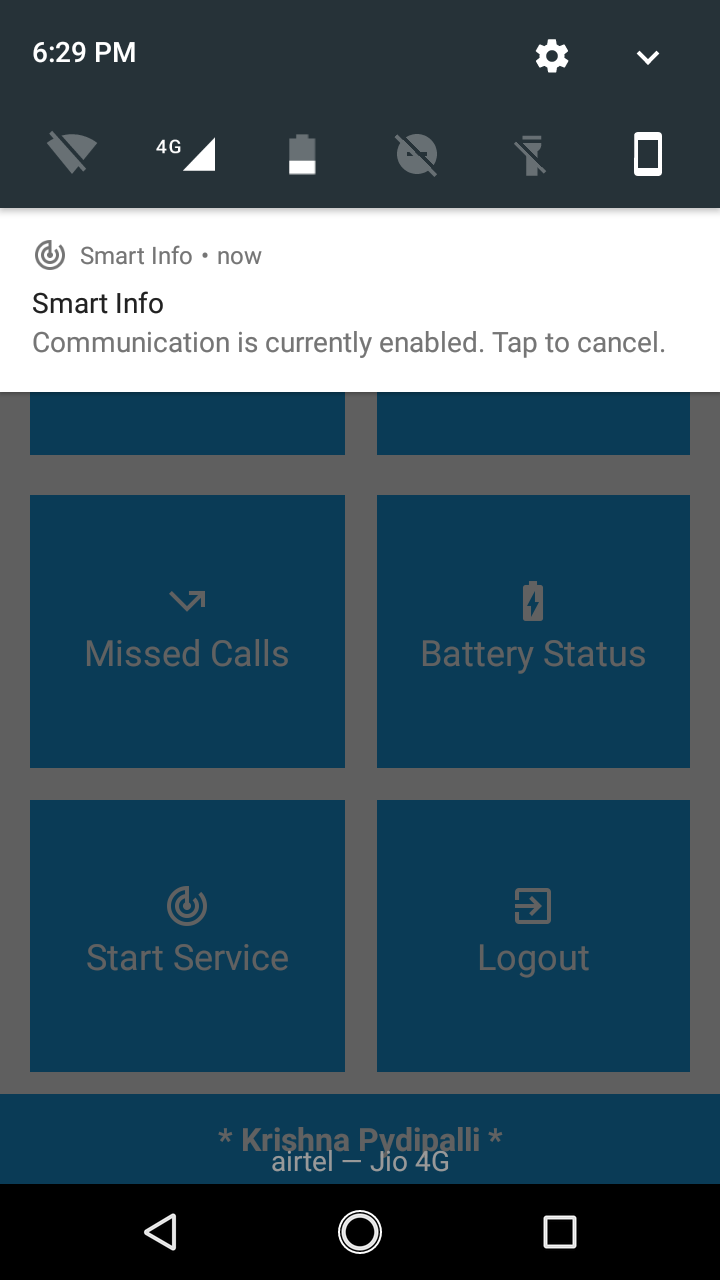 6:29 PM
4G
Smart Info • now
Smart Info
Communication is currently enabled. Tap to cancel.
Missed Calls
Battery Status
Start Service
Logout
* Krishna Pydipalli *
airtel — Jio 4G